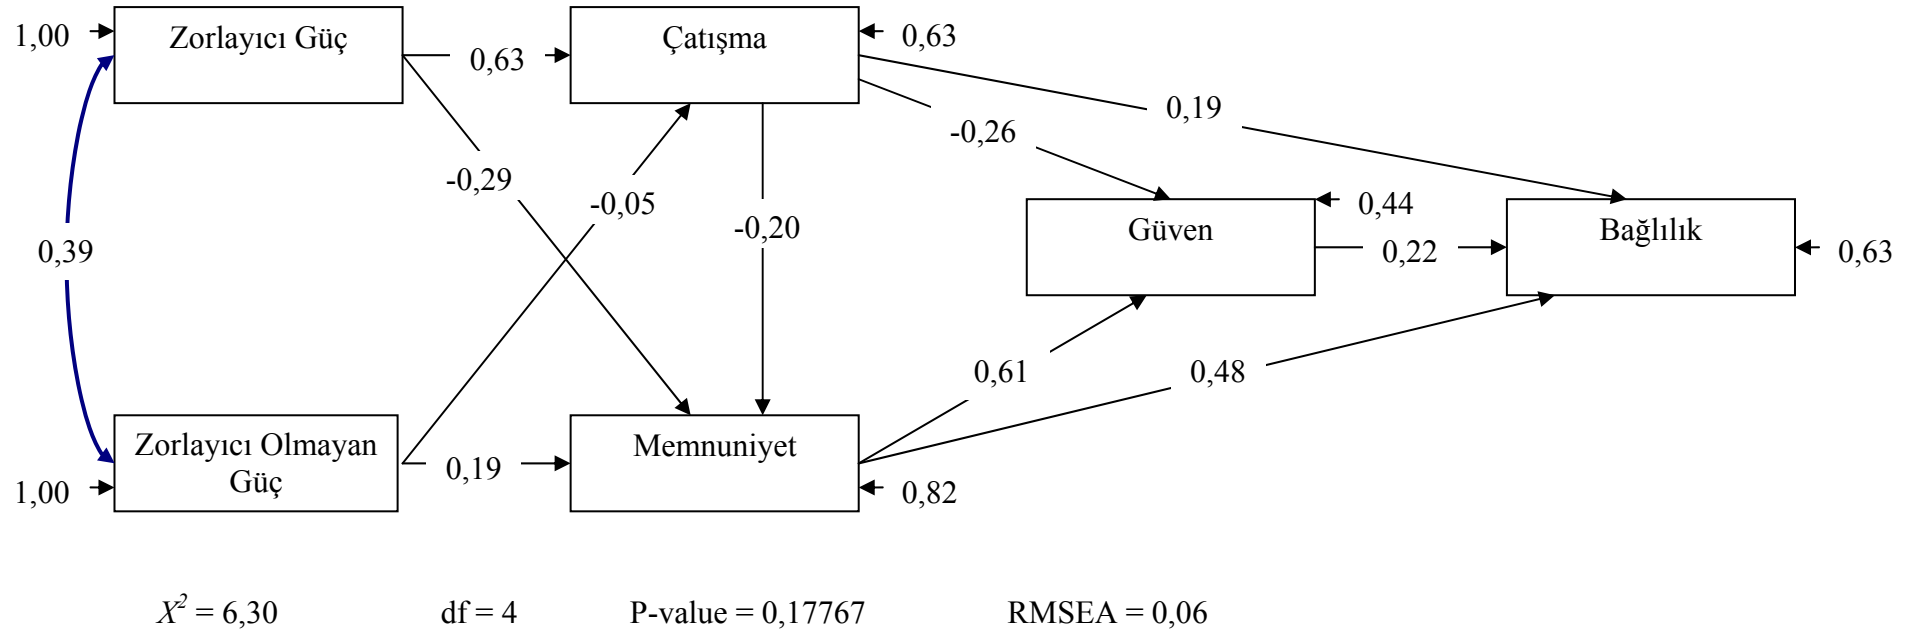 1,00
Zorlayıcı Güç
0,63
Çatışma
0,63
0,19
-0,26
-0,29
-0,05
-0,20
0,39
Güven
0,44
0,22
Bağlılık
0,63
0,61
0,48
Zorlayıcı Olmayan
Güç
1,00
0,19
Memnuniyet
0,82
X² = 6,30 df = 4 P-value = 0,17767 RMSEA = 0,06